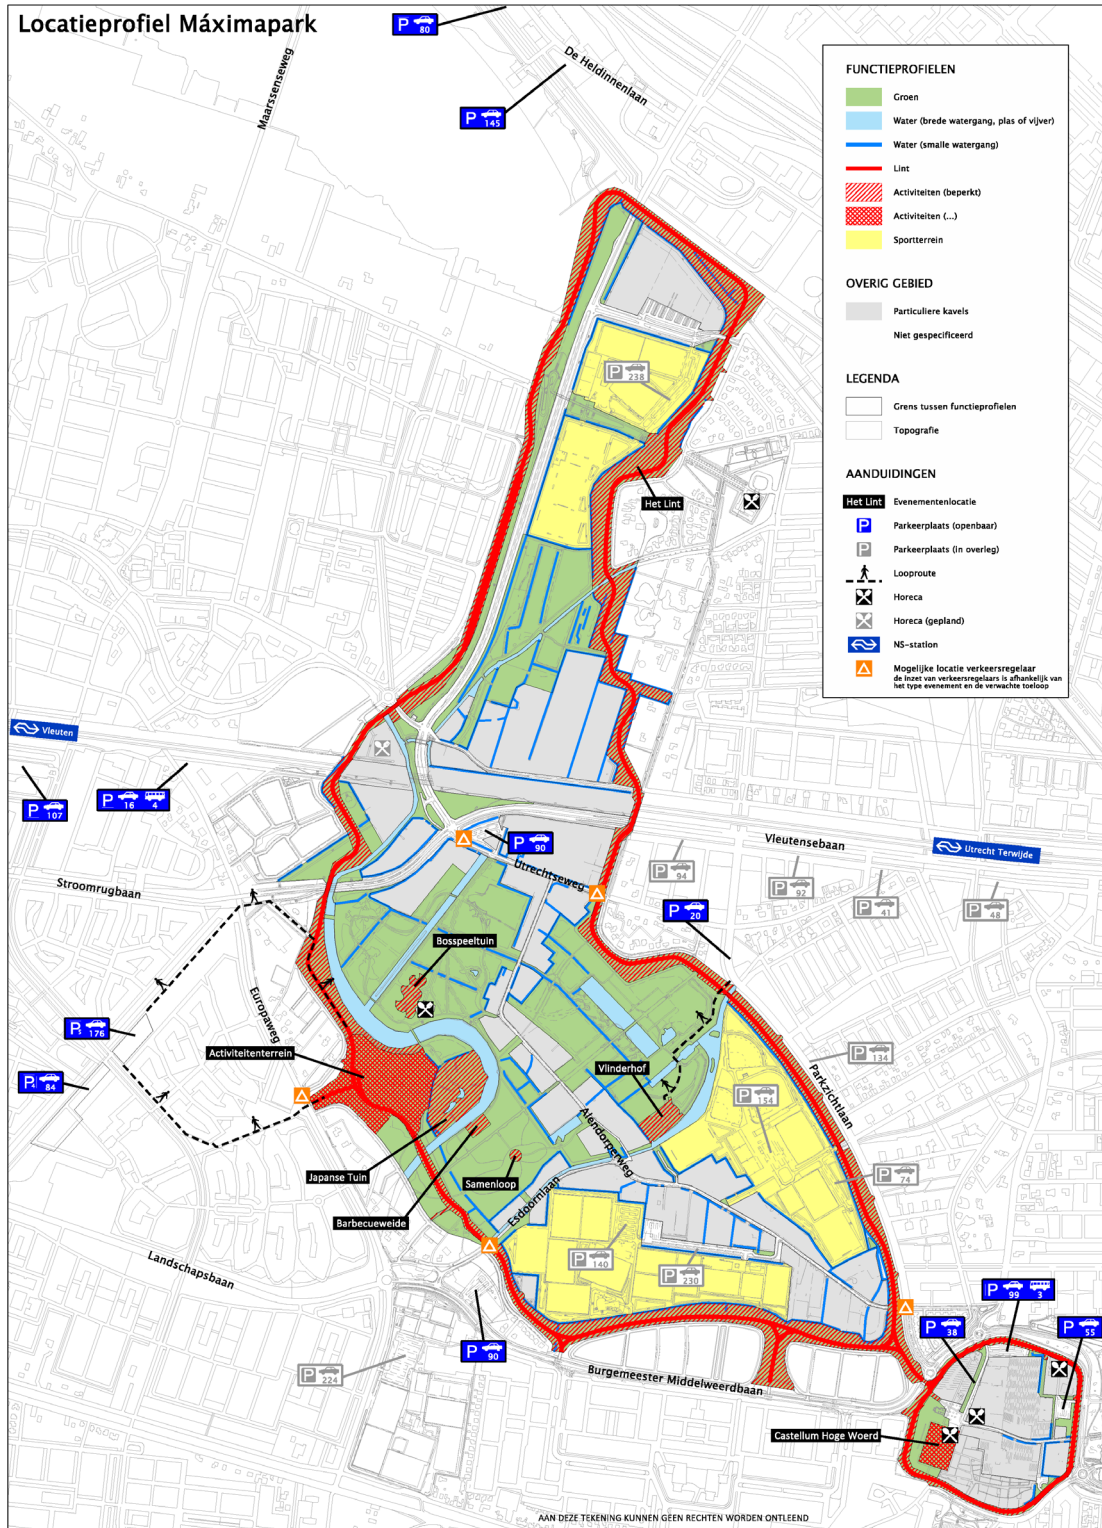 Locatieprofiel Máximapark
P 80
De Heldinnenlaan
P 145
Maarssenseweg
FUNCTIEPROFIELEN
Groen
Water (brede watergang, plas of vijver)
Water (smalle watergang)
Lint
Activiteiten (beperkt)
Activiteiten (...)
Sportterrein
OVERIG GEBIED
Particuliere kavels
Niet gespecificeerd
LEGENDA
Grens tussen functieprofielen
Topografie
AANDUIDINGEN
Het Lint Evenementenlocatie
P Parkeerplaats (openbaar)
P Parkeerplaats (in overleg)
Looproute
Horeca
Horeca (gepland)
NS-station
Mogelijke locatie verkeersregelaar
de inzet van verkeersregelaars is afhankelijk van
het type evenement en de verwachte toeloop
P 238
Het Lint
Vleuten
P 107
P 16 4
P 90
Vleutensebaan
Utrecht Terwijde
Utrechtseweg
P 94
P 92
P 41
P 48
Stroomrugbaan
P 20
Bosspeeltuin
Europaweg
P 176
Activiteitenterrein
P 84
Vlinderhof
P 134
Parkzichtlaan
P 154
Alendorperweg
P 74
Japanse Tuin
Samenloop
Esdoornlaan
Barbecueweide
P 140
P 230
Landschapsbaan
P 99 3
P 38
P 55
P 90
P 224
Burgemeester Middelweerdbaan
Castellum Hoge Woerd
AAN DEZE TEKENING KUNNEN GEEN RECHTEN WORDEN ONTLEEND